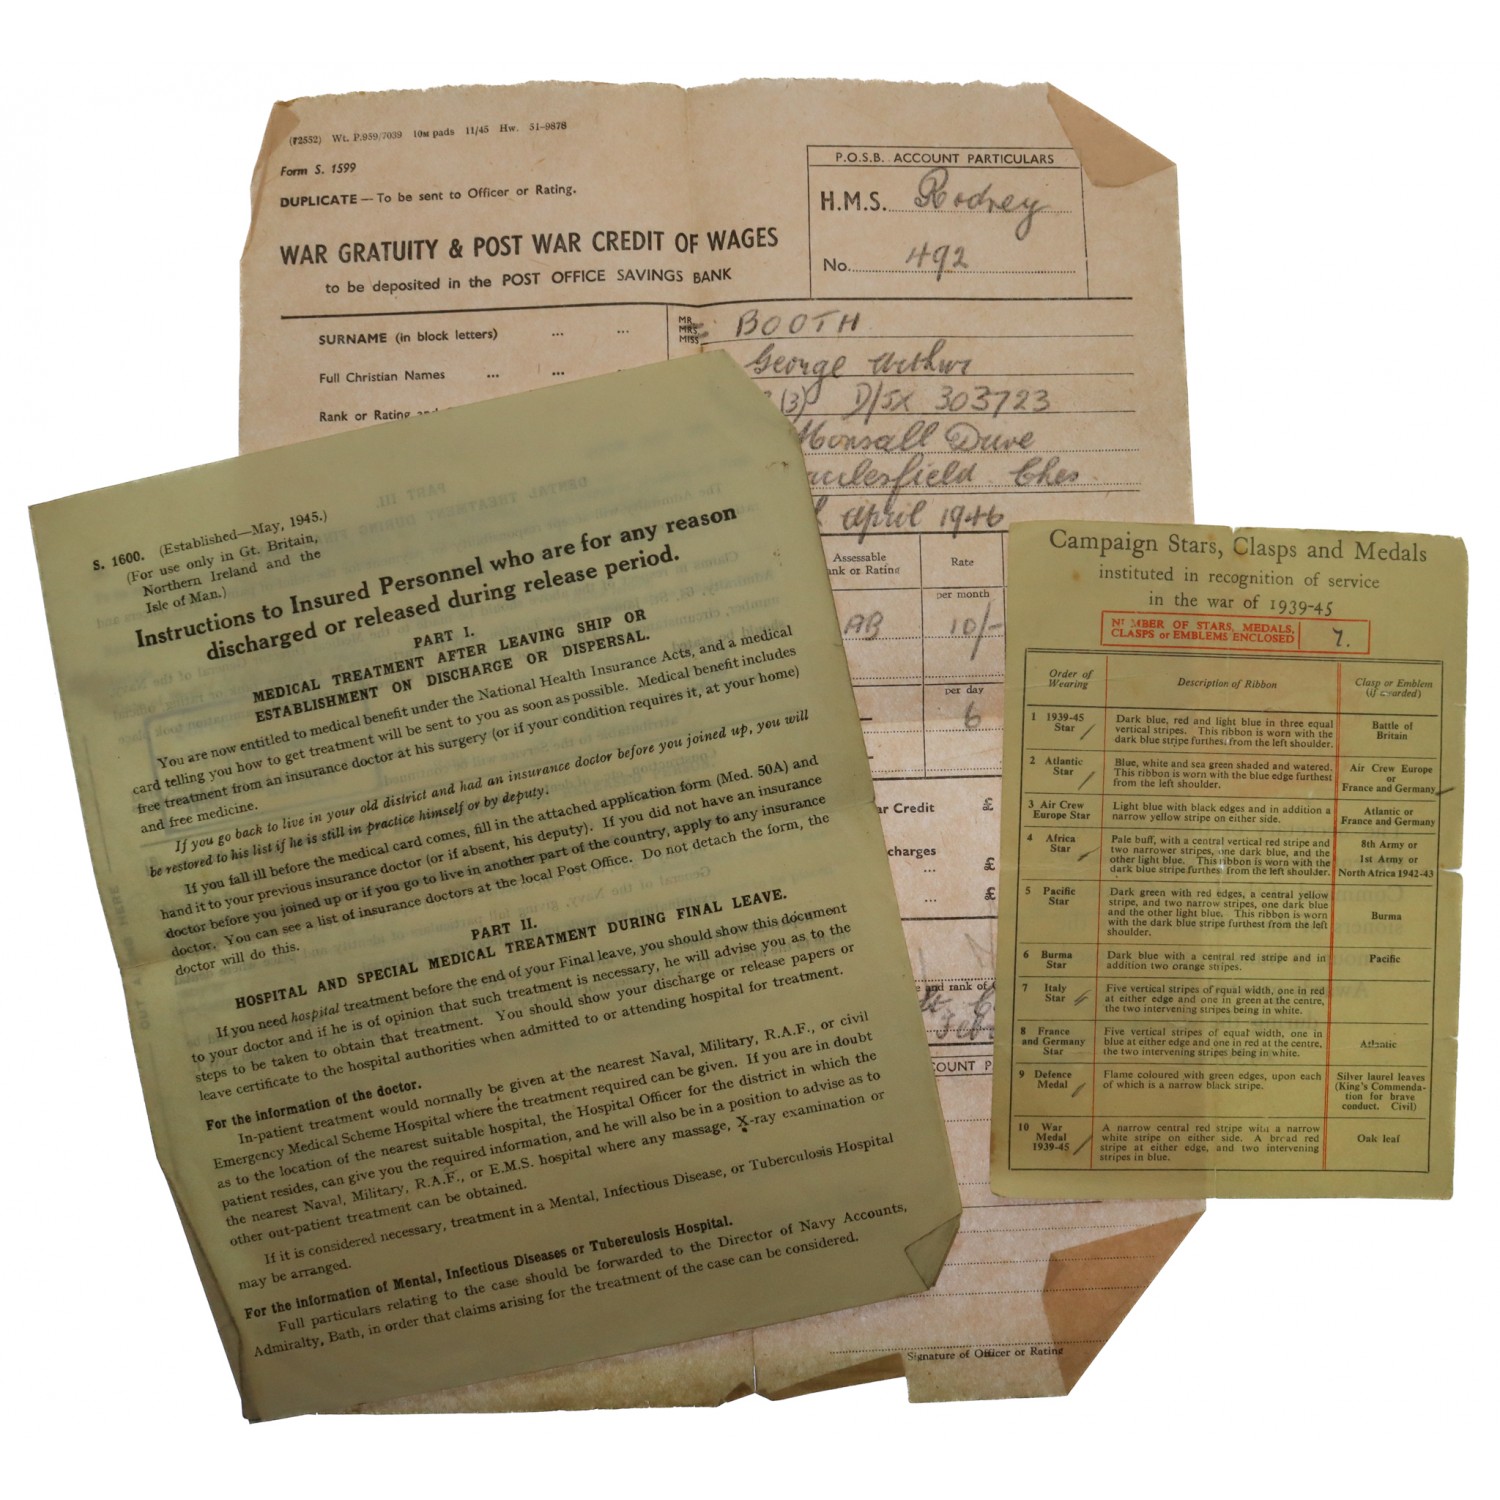 (72552) Wt. P.959/7039 10M pads 11/45 Hw. 51-9878
Form S. 1599
DUPLICATE — To be sent to Officer or Rating.
WAR GRATUITY & POST WAR CREDIT OF WAGES
to be deposited in the POST OFFICE SAVINGS BANK
P.O.S.B. ACCOUNT PARTICULARS
H.M.S. Rodney
No. 492
SURNAME (in block letters) ... ...
MR.
MRS.
MISS
BOOTH
Full Christian Names ... ...
George Arthur
Rank or Rating
(3) D/JX 303723
Monsall Drive
Ches.
April 1946
Assessable
Rate
per month
AB 10/-
per day
6
Credit £
£
... £
and rank of
Signature of Officer or Rating
S. 1600. (Established—May, 1945.)
(For use only in Gt. Britain,
Northern Ireland and the
Isle of Man.)
Instructions to Insured Personnel who are for any reason
discharged or released during release period.
PART I.
MEDICAL TREATMENT AFTER LEAVING SHIP OR
ESTABLISHMENT ON DISCHARGE OR DISPERSAL.
You are now entitled to medical benefit under the National Health Insurance Acts, and a medical
card telling you how to get treatment will be sent to you as soon as possible. Medical benefit includes
free treatment from an insurance doctor at his surgery (or if your condition requires it, at your home)
and free medicine.
If you go back to live in your old district and had an insurance doctor before you joined up, you will
be restored to his list if he is still in practice himself or by deputy.
If you fall ill before the medical card comes, fill in the attached application form (Med. 50A) and
hand it to your previous insurance doctor (or if absent, his deputy). If you did not have an insurance
doctor before you joined up or if you go to live in another part of the country, apply to any insurance
doctor. You can see a list of insurance doctors at the local Post Office. Do not detach the form, the
doctor will do this.
PART II.
HOSPITAL AND SPECIAL MEDICAL TREATMENT DURING FINAL LEAVE.
If you need hospital treatment before the end of your Final leave, you should show this document
to your doctor and if he is of opinion that such treatment is necessary, he will advise you as to the
steps to be taken to obtain that treatment. You should show your discharge or release papers or
leave certificate to the hospital authorities when admitted to or attending hospital for treatment.
For the information of the doctor.
In-patient treatment would normally be given at the nearest Naval, Military, R.A.F., or civil
Emergency Medical Scheme Hospital where the treatment required can be given. If you are in doubt
as to the location of the nearest suitable hospital, the Hospital Officer for the district in which the
patient resides, can give you the required information, and he will also be in a position to advise as to
the nearest Naval, Military, R.A.F., or E.M.S. hospital where any massage, X-ray examination or
other out-patient treatment can be obtained.
If it is considered necessary, treatment in a Mental, Infectious Disease, or Tuberculosis Hospital
may be arranged.
For the information of Mental, Infectious Diseases or Tuberculosis Hospital.
Full particulars relating to the case should be forwarded to the Director of Navy Accounts,
Admiralty, Bath, in order that claims arising for the treatment of the case can be considered.
Campaign Stars, Clasps and Medals
instituted in recognition of service
in the war of 1939-45
NUMBER OF STARS, MEDALS,
CLASPS or EMBLEMS ENCLOSED 7.
Order of Wearing
Description of Ribbon
Clasp or Emblem (if awarded)
1 1939-45 Star
Dark blue, red and light blue in three equal
vertical stripes. This ribbon is worn with the
dark blue stripe furthest from the left shoulder.
Battle of Britain
2 Atlantic Star
Blue, white and sea green shaded and watered.
This ribbon is worn with the blue edge furthest
from the left shoulder.
Air Crew Europe or France and Germany
3 Air Crew Europe Star
Light blue with black edges and in addition a
narrow yellow stripe on either side.
Atlantic or France and Germany
4 Africa Star
Pale buff, with a central vertical red stripe and
two narrower stripes, one dark blue, and the
other light blue. This ribbon is worn with the
dark blue stripe furthest from the left shoulder.
8th Army or 1st Army or North Africa 1942-43
5 Pacific Star
Dark green with red edges, a central yellow
stripe, and two narrow stripes, one dark blue
and the other light blue. This ribbon is worn
with the dark blue stripe furthest from the left
shoulder.
Burma
6 Burma Star
Dark blue with a central red stripe and in
addition two orange stripes.
Pacific
7 Italy Star
Five vertical stripes of equal width, one in red
at either edge and one in green at the centre,
the two intervening stripes being in white.
8 France and Germany Star
Five vertical stripes of equal width, one in
blue at either edge and one in red at the centre,
the two intervening stripes being in white.
Atlantic
9 Defence Medal
Flame coloured with green edges, upon each
of which is a narrow black stripe.
Silver laurel leaves (King's Commendation for brave conduct. Civil)
10 War Medal 1939-45
A narrow central red stripe with a narrow
white stripe on either side. A broad red
stripe at either edge, and two intervening
stripes in blue.
Oak leaf